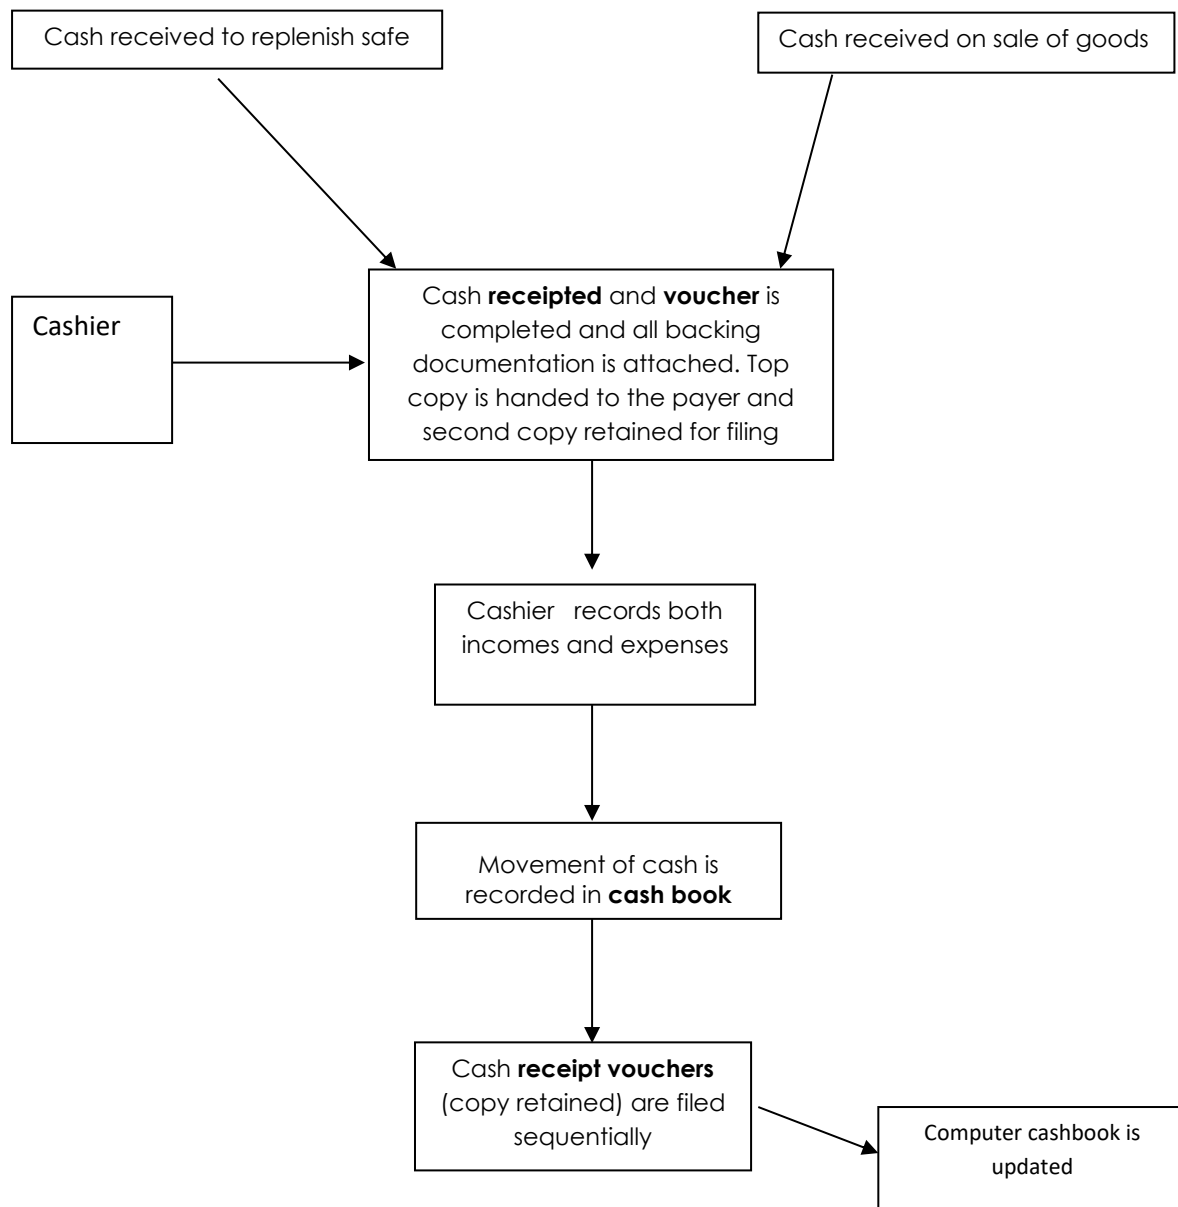 Cash received to replenish safe
Cash received on sale of goods
Cashier
Cash receipted and voucher is
completed and all backing
documentation is attached. Top
copy is handed to the payer and
second copy retained for filing
Cashier records both
incomes and expenses
Movement of cash is
recorded in cash book
Cash receipt vouchers
(copy retained) are filed
sequentially
Computer cashbook is
updated